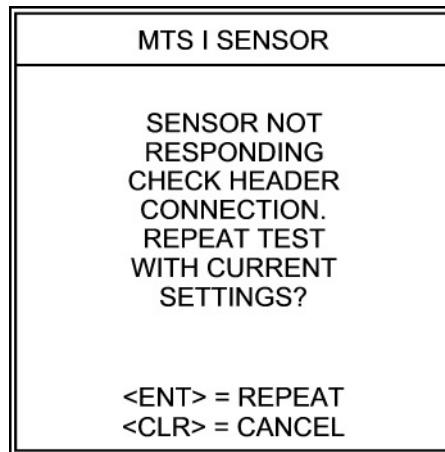 MTS I SENSOR
SENSOR NOT
RESPONDING
CHECK HEADER
CONNECTION.
REPEAT TEST
WITH CURRENT
SETTINGS?
<ENT> = REPEAT
<CLR> = CANCEL